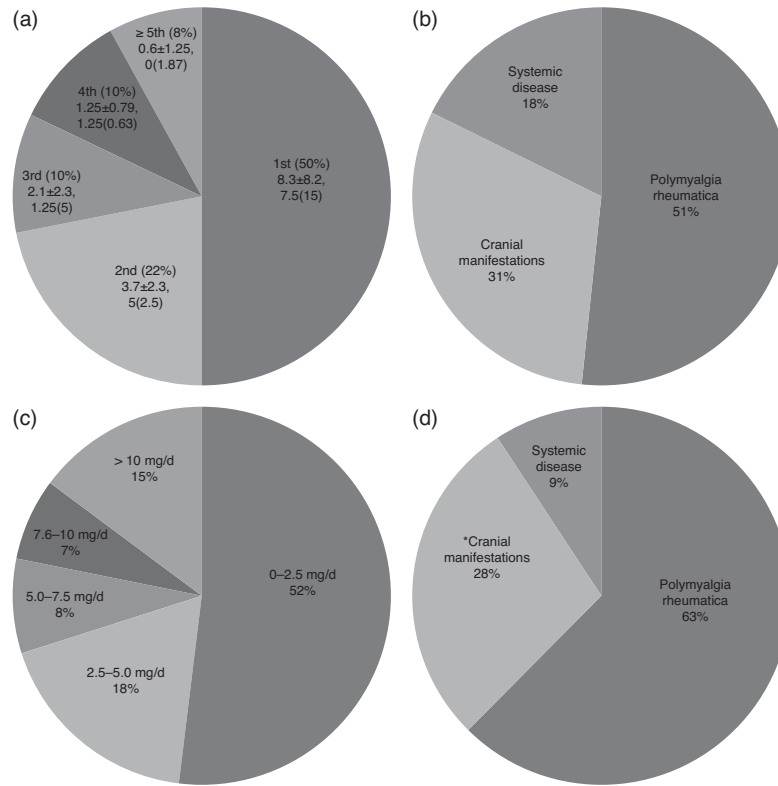 (a)
≥ 5th (8%)
0.6±1.25,
0(1.87)
4th (10%)
1.25±0.79,
1.25(0.63)
3rd (10%)
2.1±2.3,
1.25(5)
2nd (22%)
3.7±2.3,
5(2.5)
1st (50%)
8.3±8.2,
7.5(15)
(b)
Systemic
disease
18%
Cranial
manifestations
31%
Polymyalgia
rheumatica
51%
(c)
> 10 mg/d
15%
7.6–10 mg/d
7%
5.0–7.5 mg/d
8%
2.5–5.0 mg/d
18%
0–2.5 mg/d
52%
(d)
Systemic
disease
9%
*Cranial
manifestations
28%
Polymyalgia
rheumatica
63%